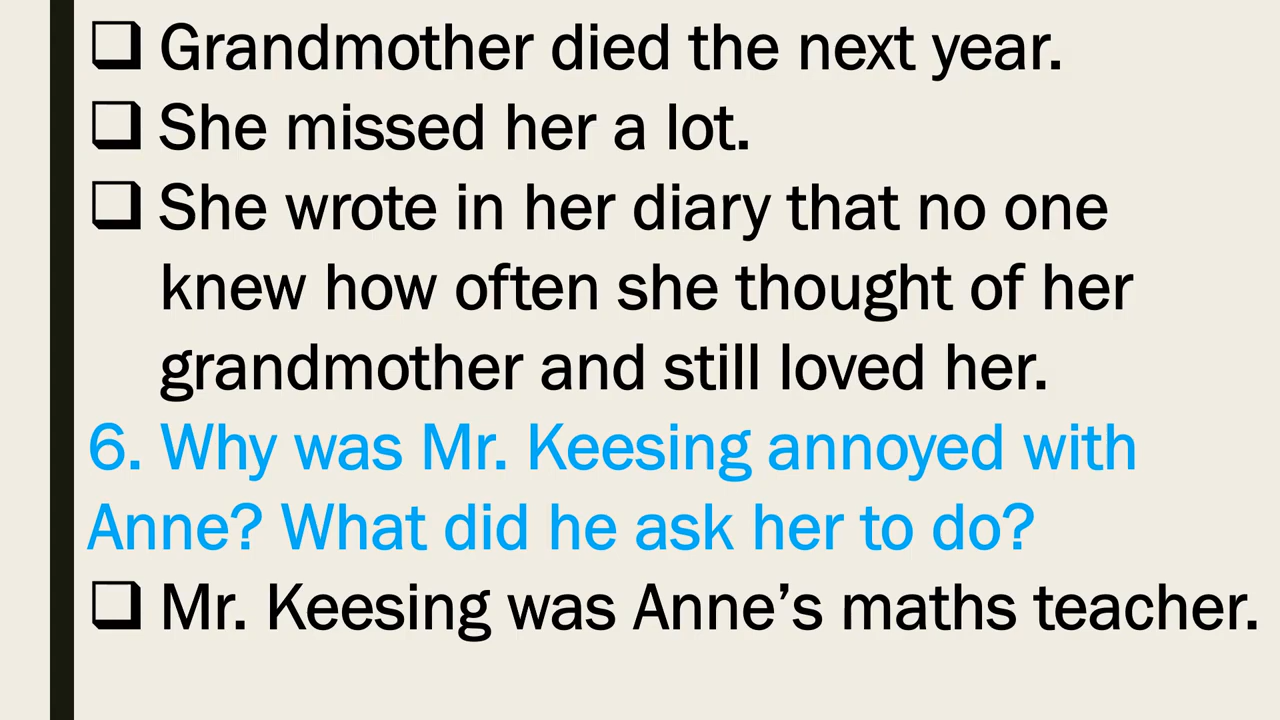 ❑ Grandmother died the next year.
❑ She missed her a lot.
❑ She wrote in her diary that no one
knew how often she thought of her
grandmother and still loved her.
6. Why was Mr. Keesing annoyed with
Anne? What did he ask her to do?
❑ Mr. Keesing was Anne’s maths teacher.